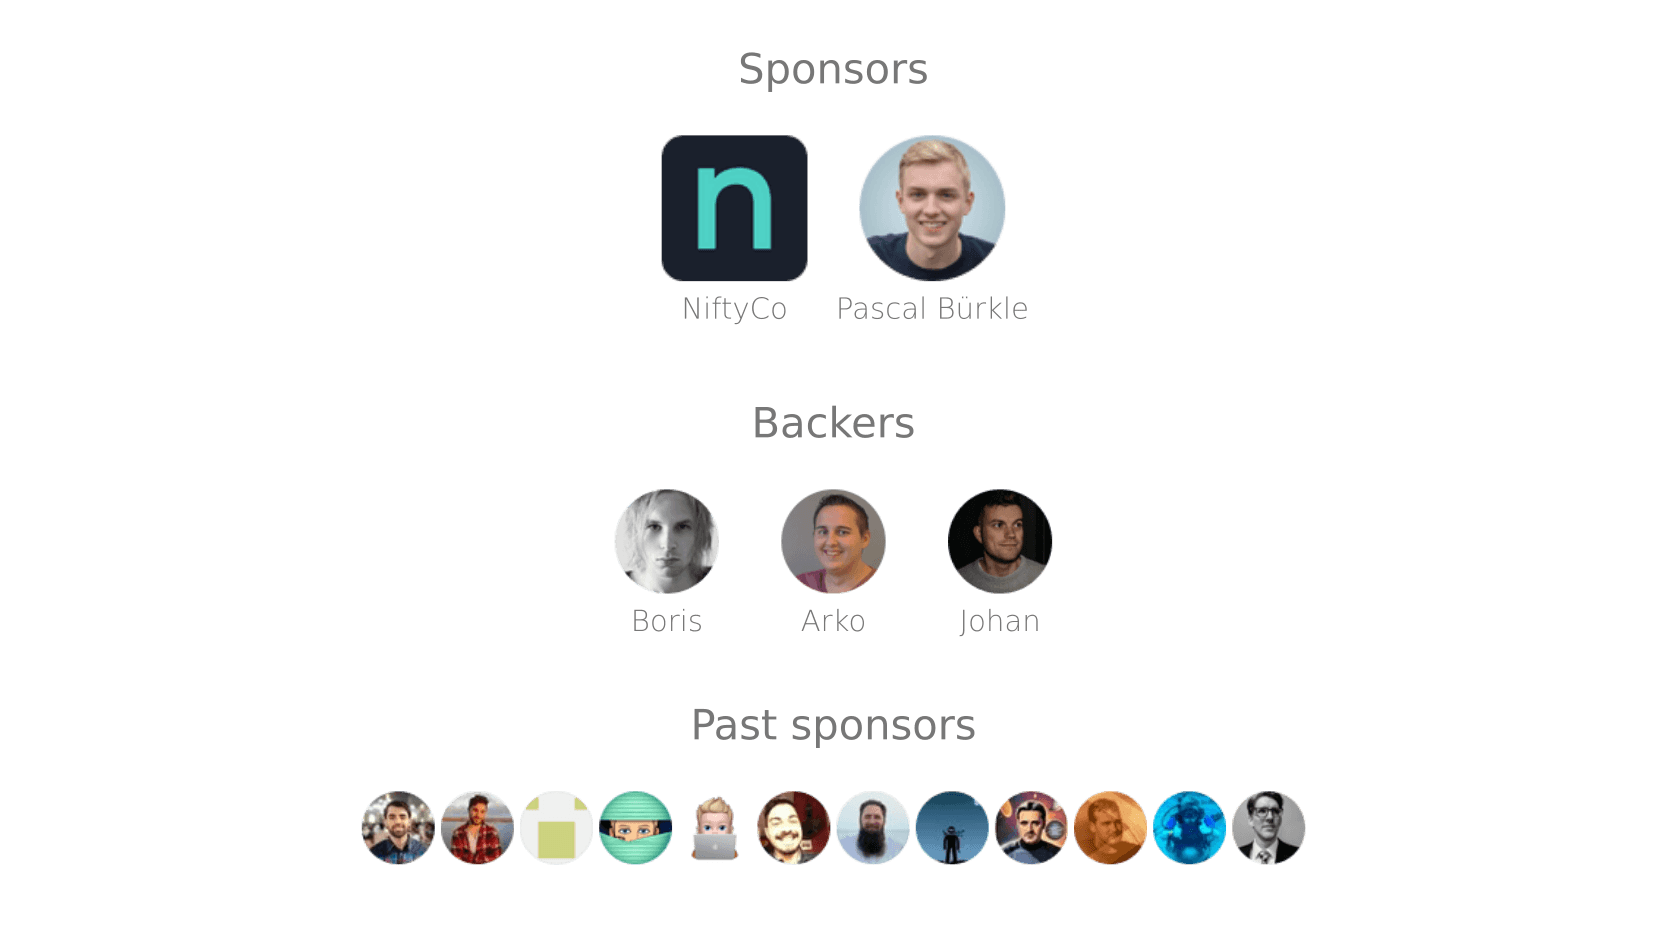 Sponsors
n
NiftyCo Pascal Bürkle
Backers
Boris Arko Johan
Past sponsors